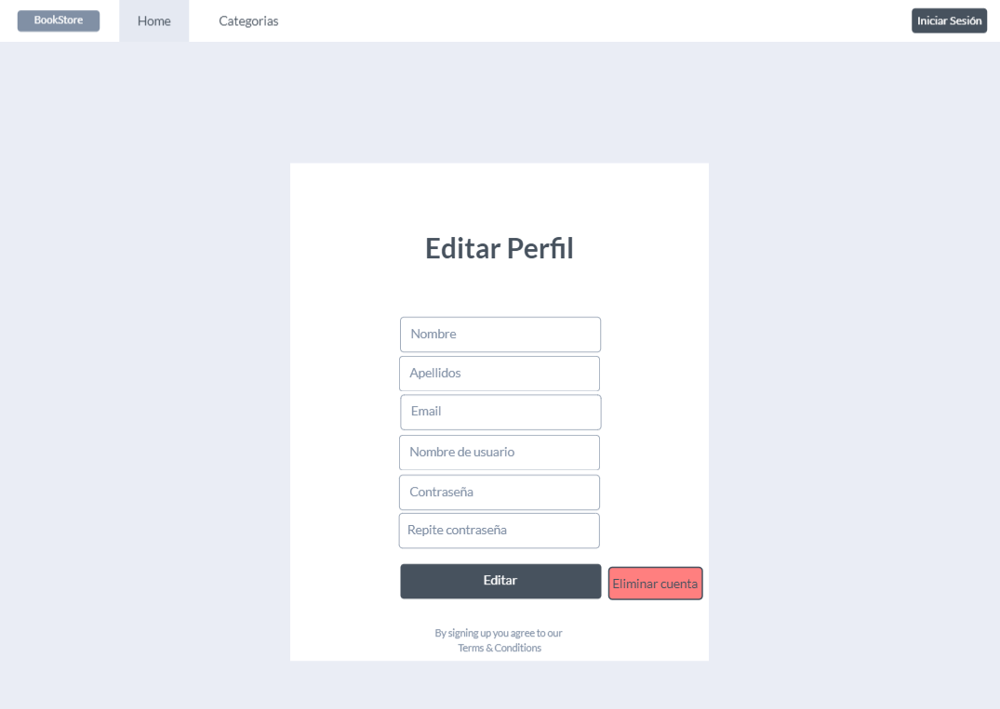 BookStore
Home
Categorias
Iniciar Sesión
Editar Perfil
Nombre
Apellidos
Email
Nombre de usuario
Contraseña
Repite contraseña
Editar
Eliminar cuenta
By signing up you agree to our
Terms & Conditions